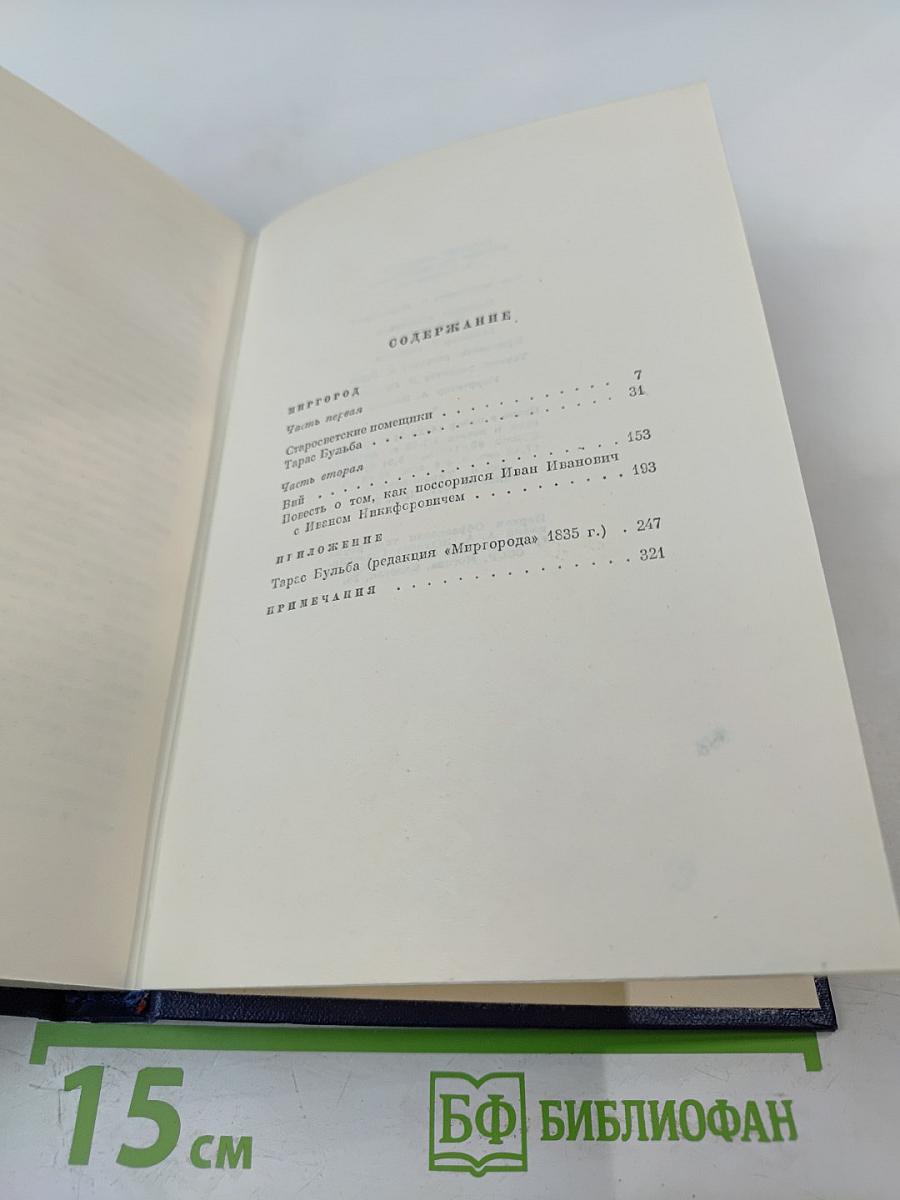 СОДЕРЖАНИЕ
МИРГОРОД
Часть первая
Старосветские помещики . . . . . . . . . . . 7
Тарас Бульба . . . . . . . . . . . . . . . 31
Часть вторая
Вий . . . . . . . . . . . . . . . . . . 153
Повесть о том, как поссорился Иван Иванович
с Иваном Никифоровичем . . . . . . . . . . 193
ПРИЛОЖЕНИЕ
Тарас Бульба (редакция «Миргорода» 1835 г.) . 247
ПРИМЕЧАНИЯ . . . . . . . . . . . . . . . 321
15 см
БФ БИБЛИОФАН